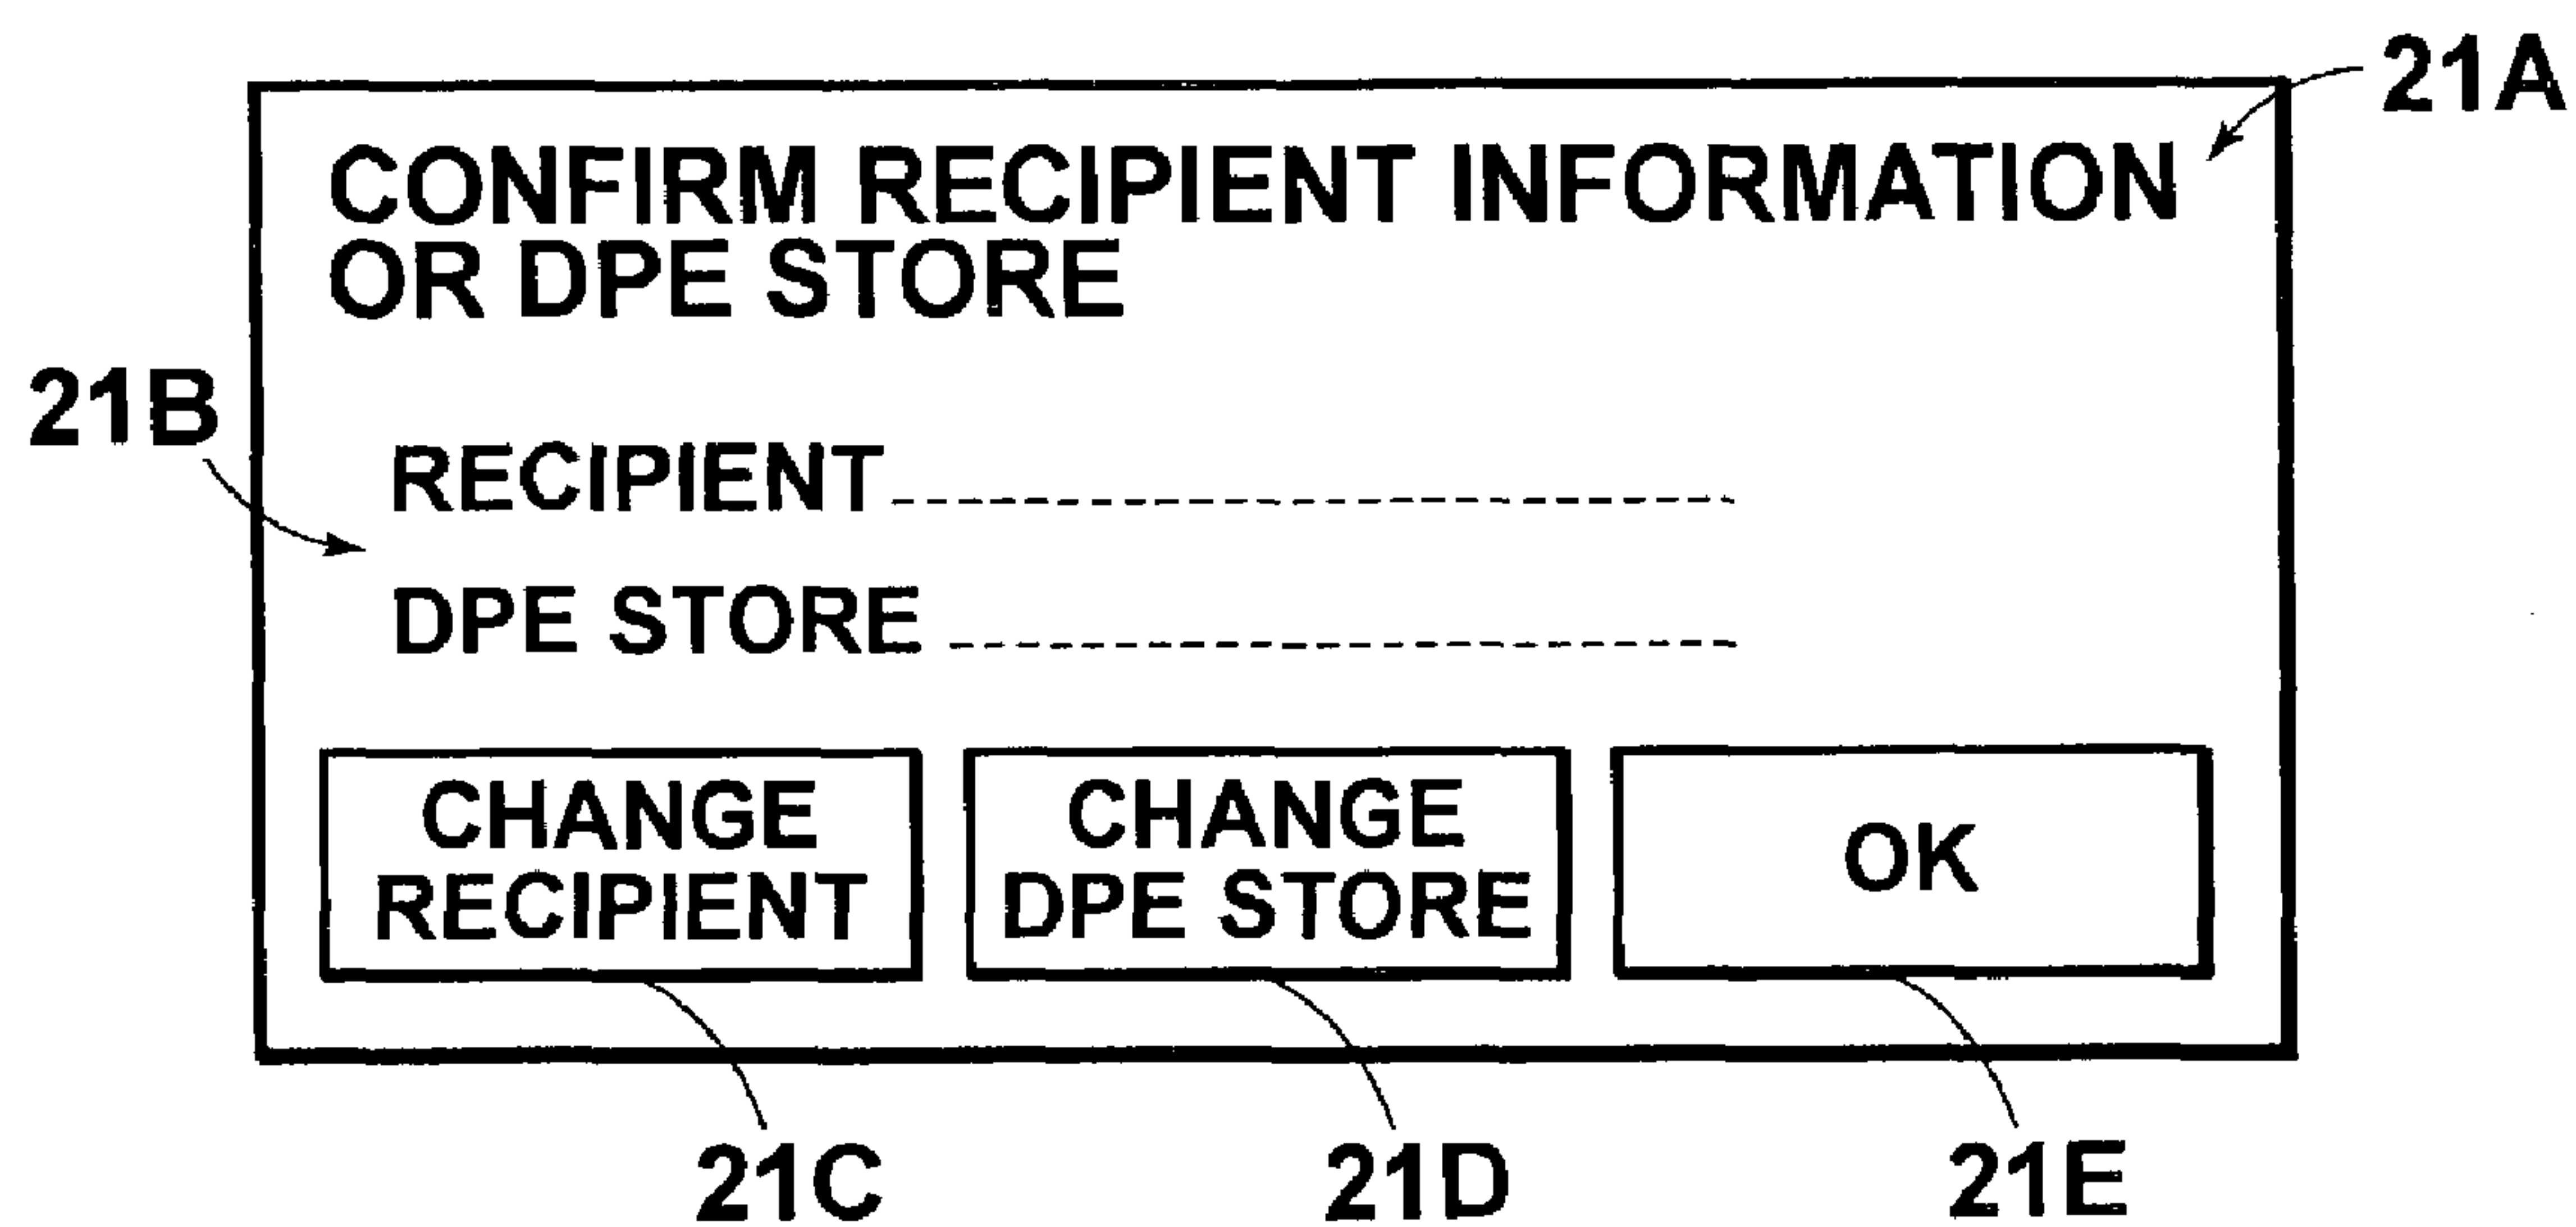 21A
CONFIRM RECIPIENT INFORMATION
OR DPE STORE
21B
RECIPIENT
DPE STORE
CHANGE
RECIPIENT
CHANGE
DPE STORE
OK
21C
21D
21E